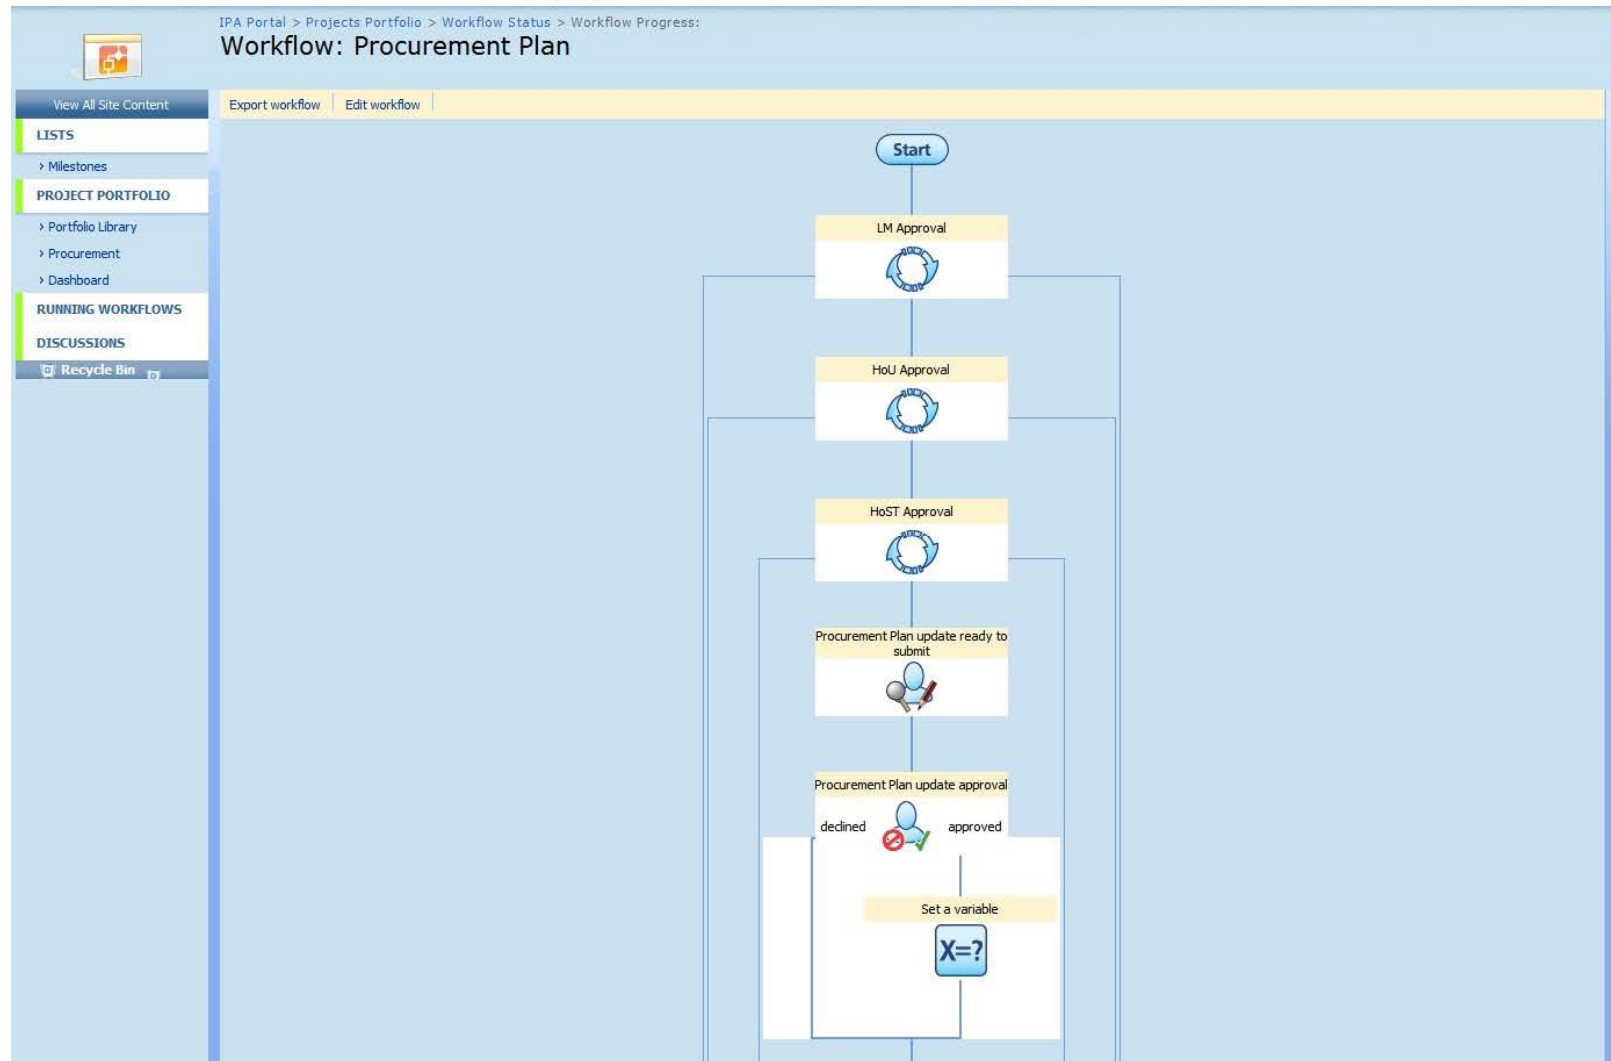 IPA Portal > Projects Portfolio > Workflow Status > Workflow Progress:
Workflow: Procurement Plan
View All Site Content
Export workflow
Edit workflow
LISTS
› Milestones
PROJECT PORTFOLIO
› Portfolio Library
› Procurement
› Dashboard
RUNNING WORKFLOWS
DISCUSSIONS
Recycle Bin
Start
LM Approval
HoU Approval
HoST Approval
Procurement Plan update ready to
submit
Procurement Plan update approval
declined
approved
Set a variable
X=?